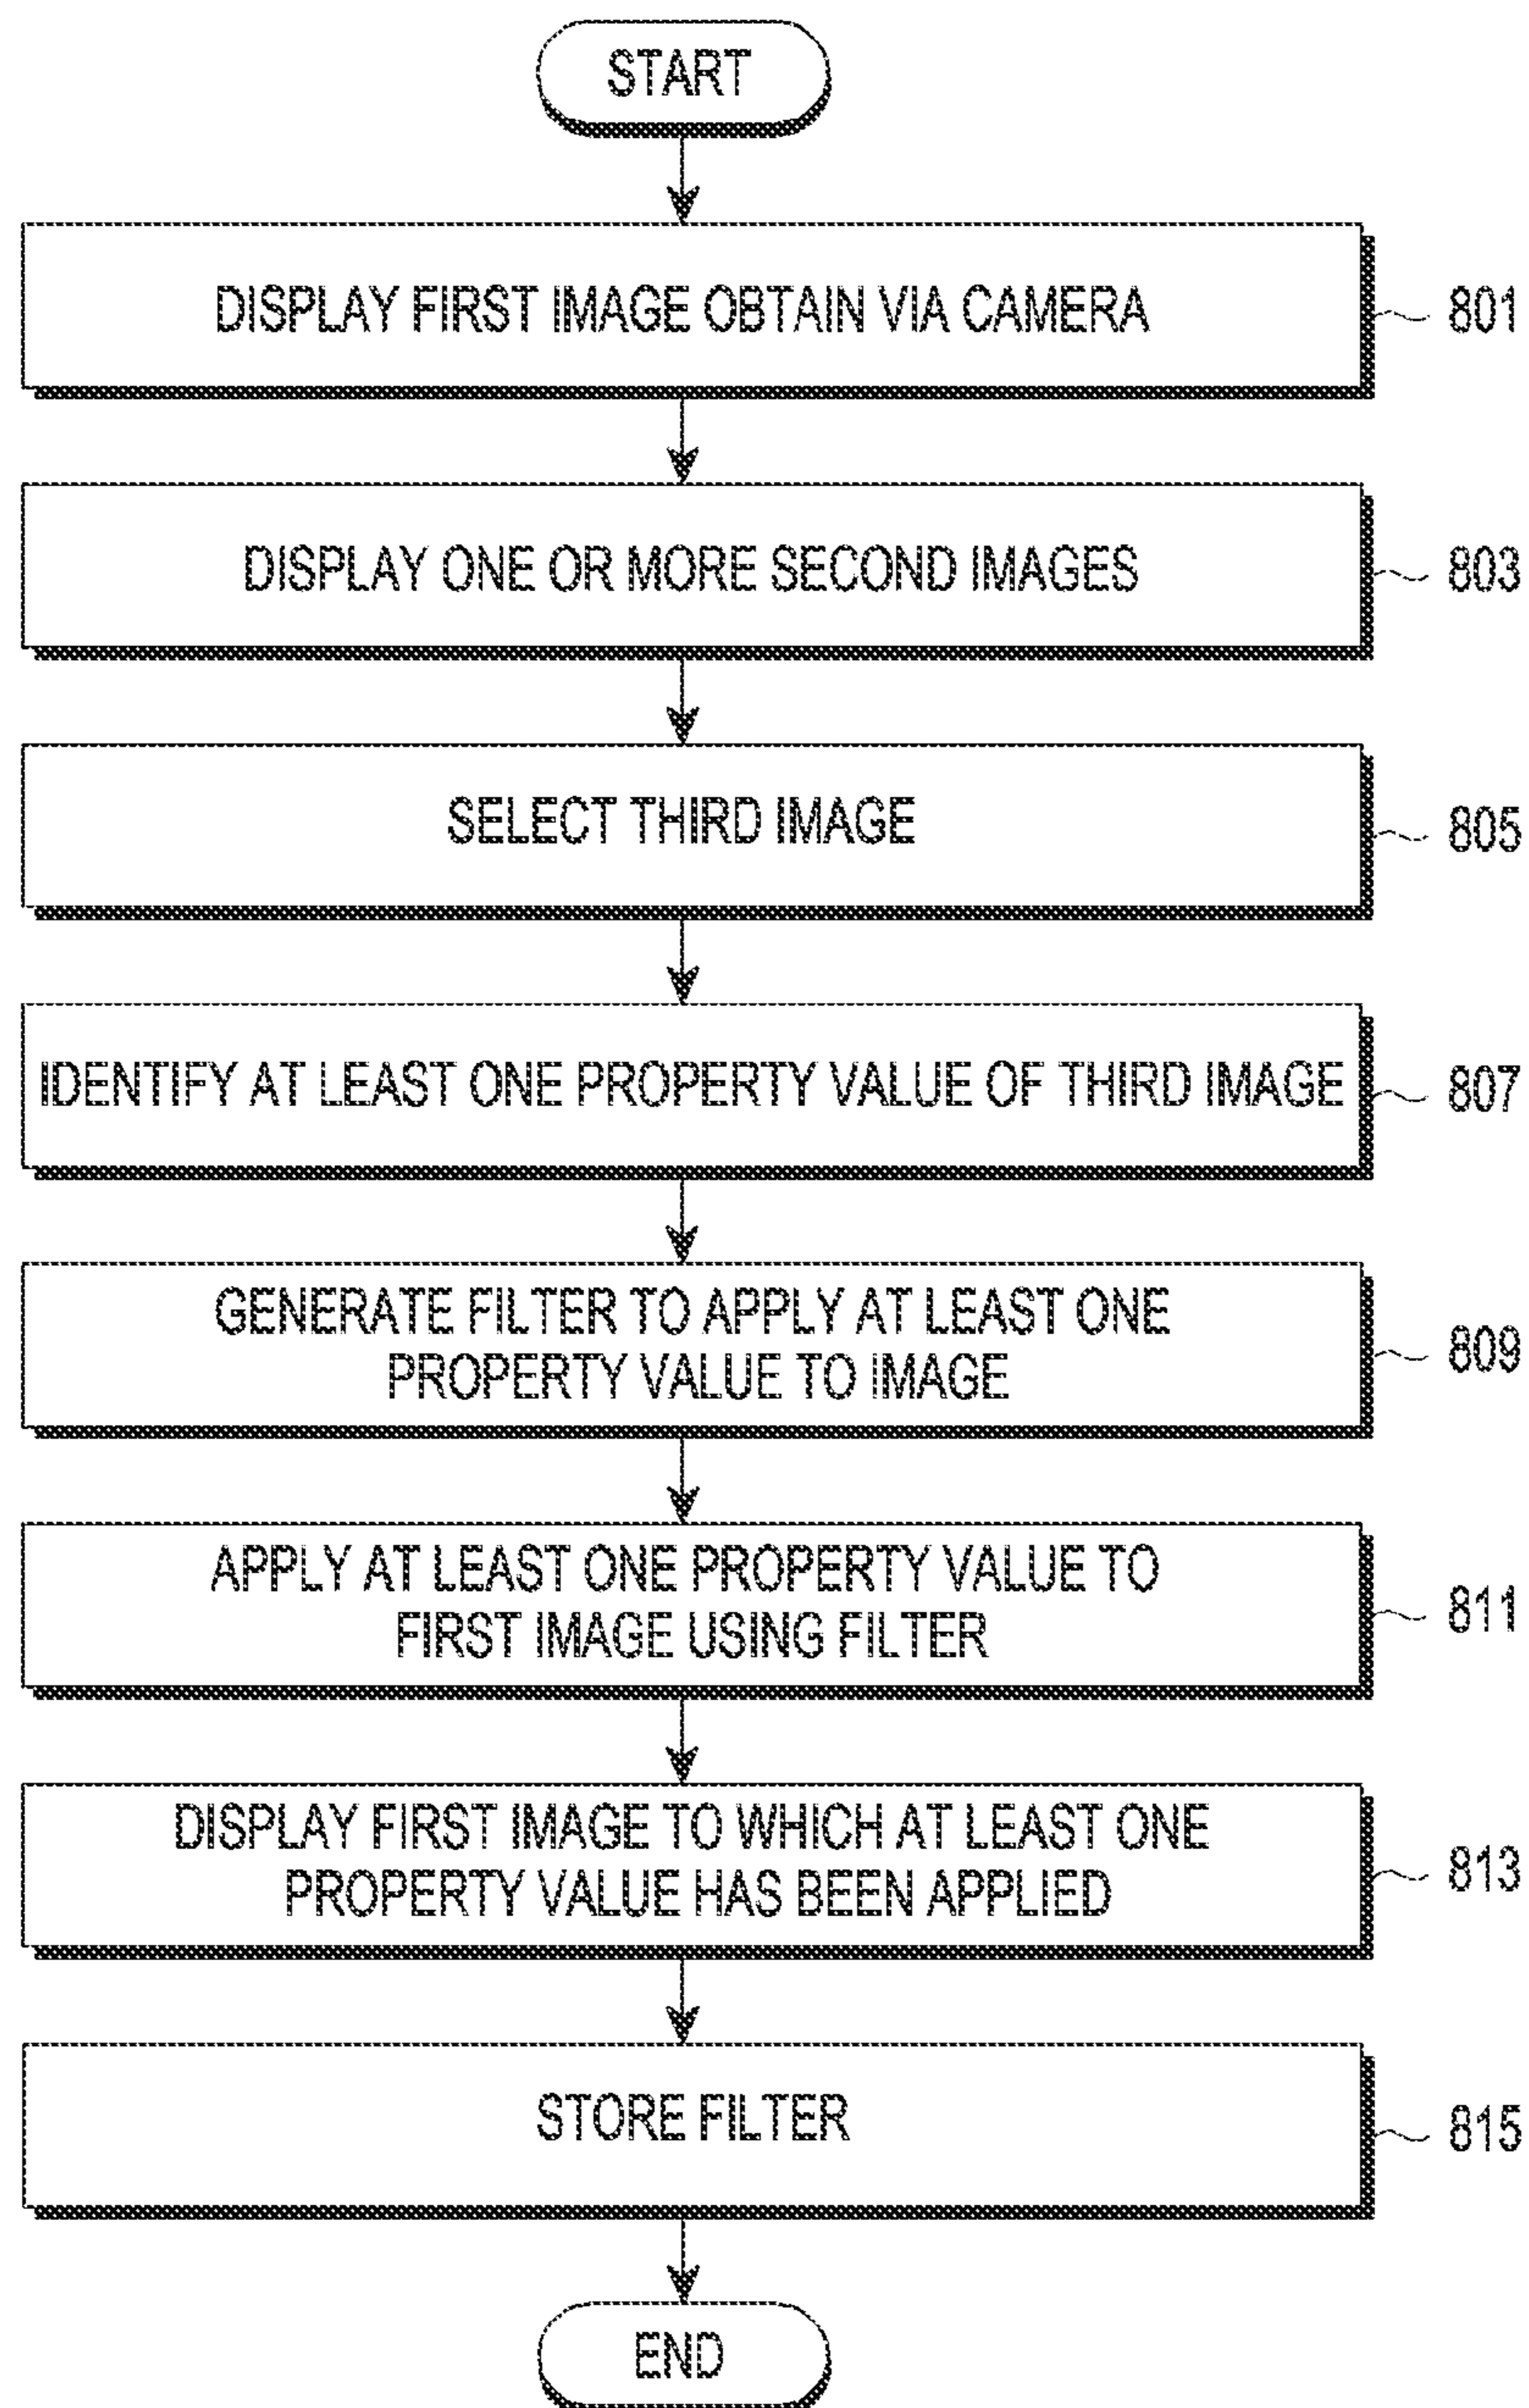 START
DISPLAY FIRST IMAGE OBTAIN VIA CAMERA
801
DISPLAY ONE OR MORE SECOND IMAGES
803
SELECT THIRD IMAGE
805
IDENTIFY AT LEAST ONE PROPERTY VALUE OF THIRD IMAGE
807
GENERATE FILTER TO APPLY AT LEAST ONE
PROPERTY VALUE TO IMAGE
809
APPLY AT LEAST ONE PROPERTY VALUE TO
FIRST IMAGE USING FILTER
811
DISPLAY FIRST IMAGE TO WHICH AT LEAST ONE
PROPERTY VALUE HAS BEEN APPLIED
813
STORE FILTER
815
END